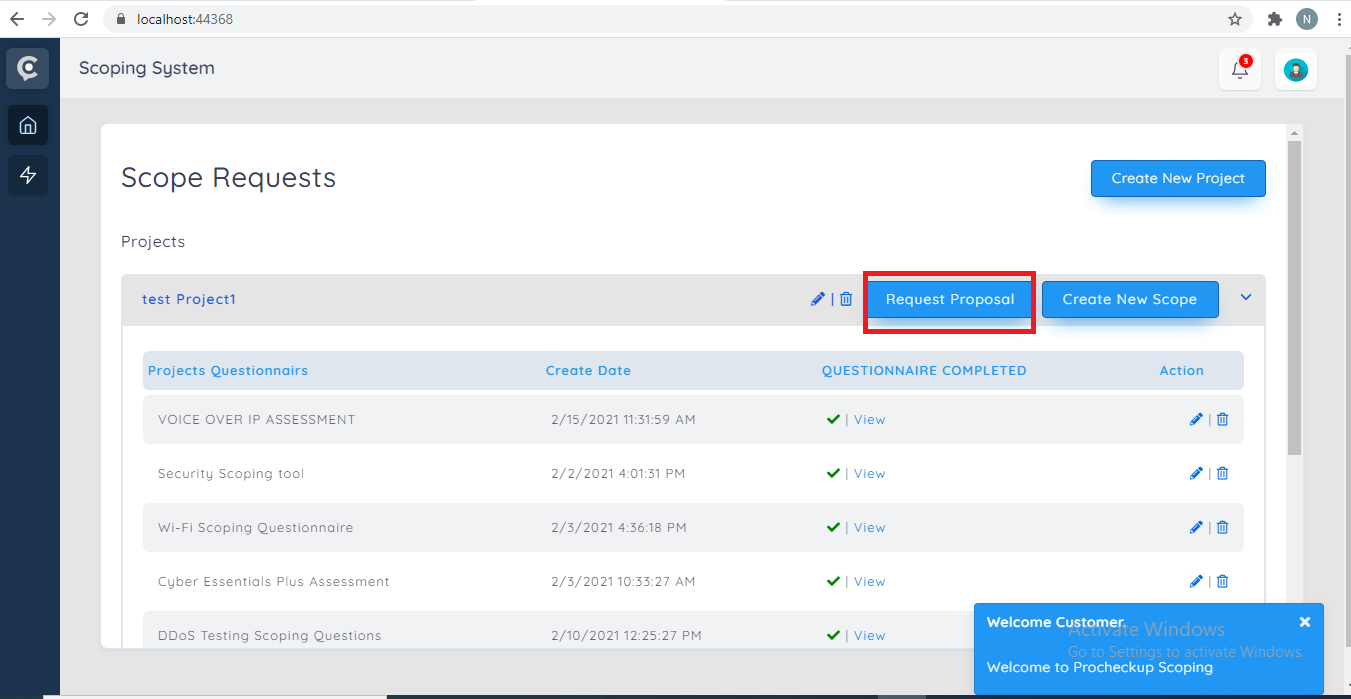 localhost:44368
N
Scoping System
3
Scope Requests
Create New Project
Projects
test Project1 | Request Proposal Create New Scope
Projects Questionnairs Create Date QUESTIONNAIRE COMPLETED Action
VOICE OVER IP ASSESSMENT 2/15/2021 11:31:59 AM | View |
Security Scoping tool 2/2/2021 4:01:31 PM | View |
Wi-Fi Scoping Questionnaire 2/3/2021 4:36:18 PM | View |
Cyber Essentials Plus Assessment 2/3/2021 10:33:27 AM | View |
DDoS Testing Scoping Questions 2/10/2021 12:25:27 PM | View
Welcome Customer.
Activate Windows
Go to Settings to activate Windows.
Welcome to Procheckup Scoping